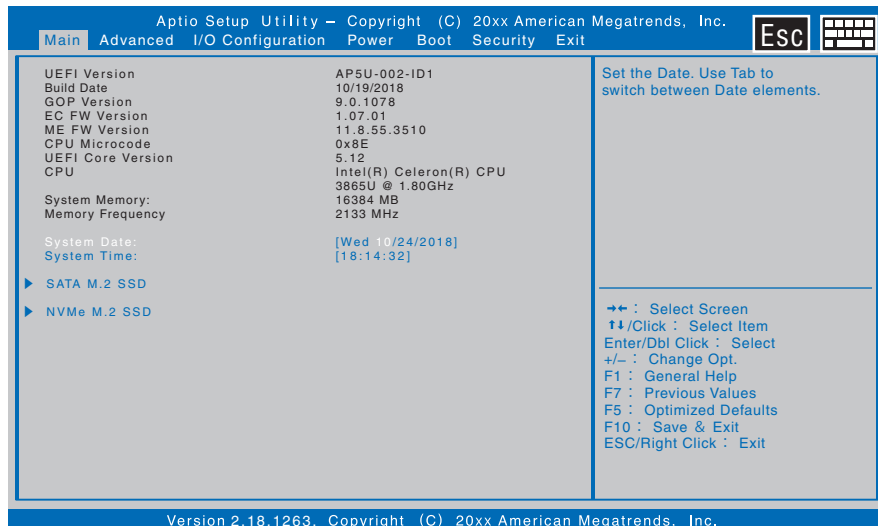 Aptio Setup Utility – Copyright (C) 20xx American Megatrends, Inc.
Main Advanced I/O Configuration Power Boot Security Exit
Esc
UEFI Version AP5U-002-ID1
Build Date 10/19/2018
GOP Version 9.0.1078
EC FW Version 1.07.01
ME FW Version 11.8.55.3510
CPU Microcode 0x8E
UEFI Core Version 5.12
CPU Intel(R) Celeron(R) CPU
3865U @ 1.80GHz
System Memory: 16384 MB
Memory Frequency 2133 MHz
System Date: [Wed 10/24/2018]
System Time: [18:14:32]
SATA M.2 SSD
NVMe M.2 SSD
Set the Date. Use Tab to
switch between Date elements.
→←： Select Screen
↑↓/Click： Select Item
Enter/Dbl Click： Select
+/–： Change Opt.
F1： General Help
F7： Previous Values
F5： Optimized Defaults
F10： Save & Exit
ESC/Right Click： Exit
Version 2.18.1263. Copyright (C) 20xx American Megatrends, Inc.